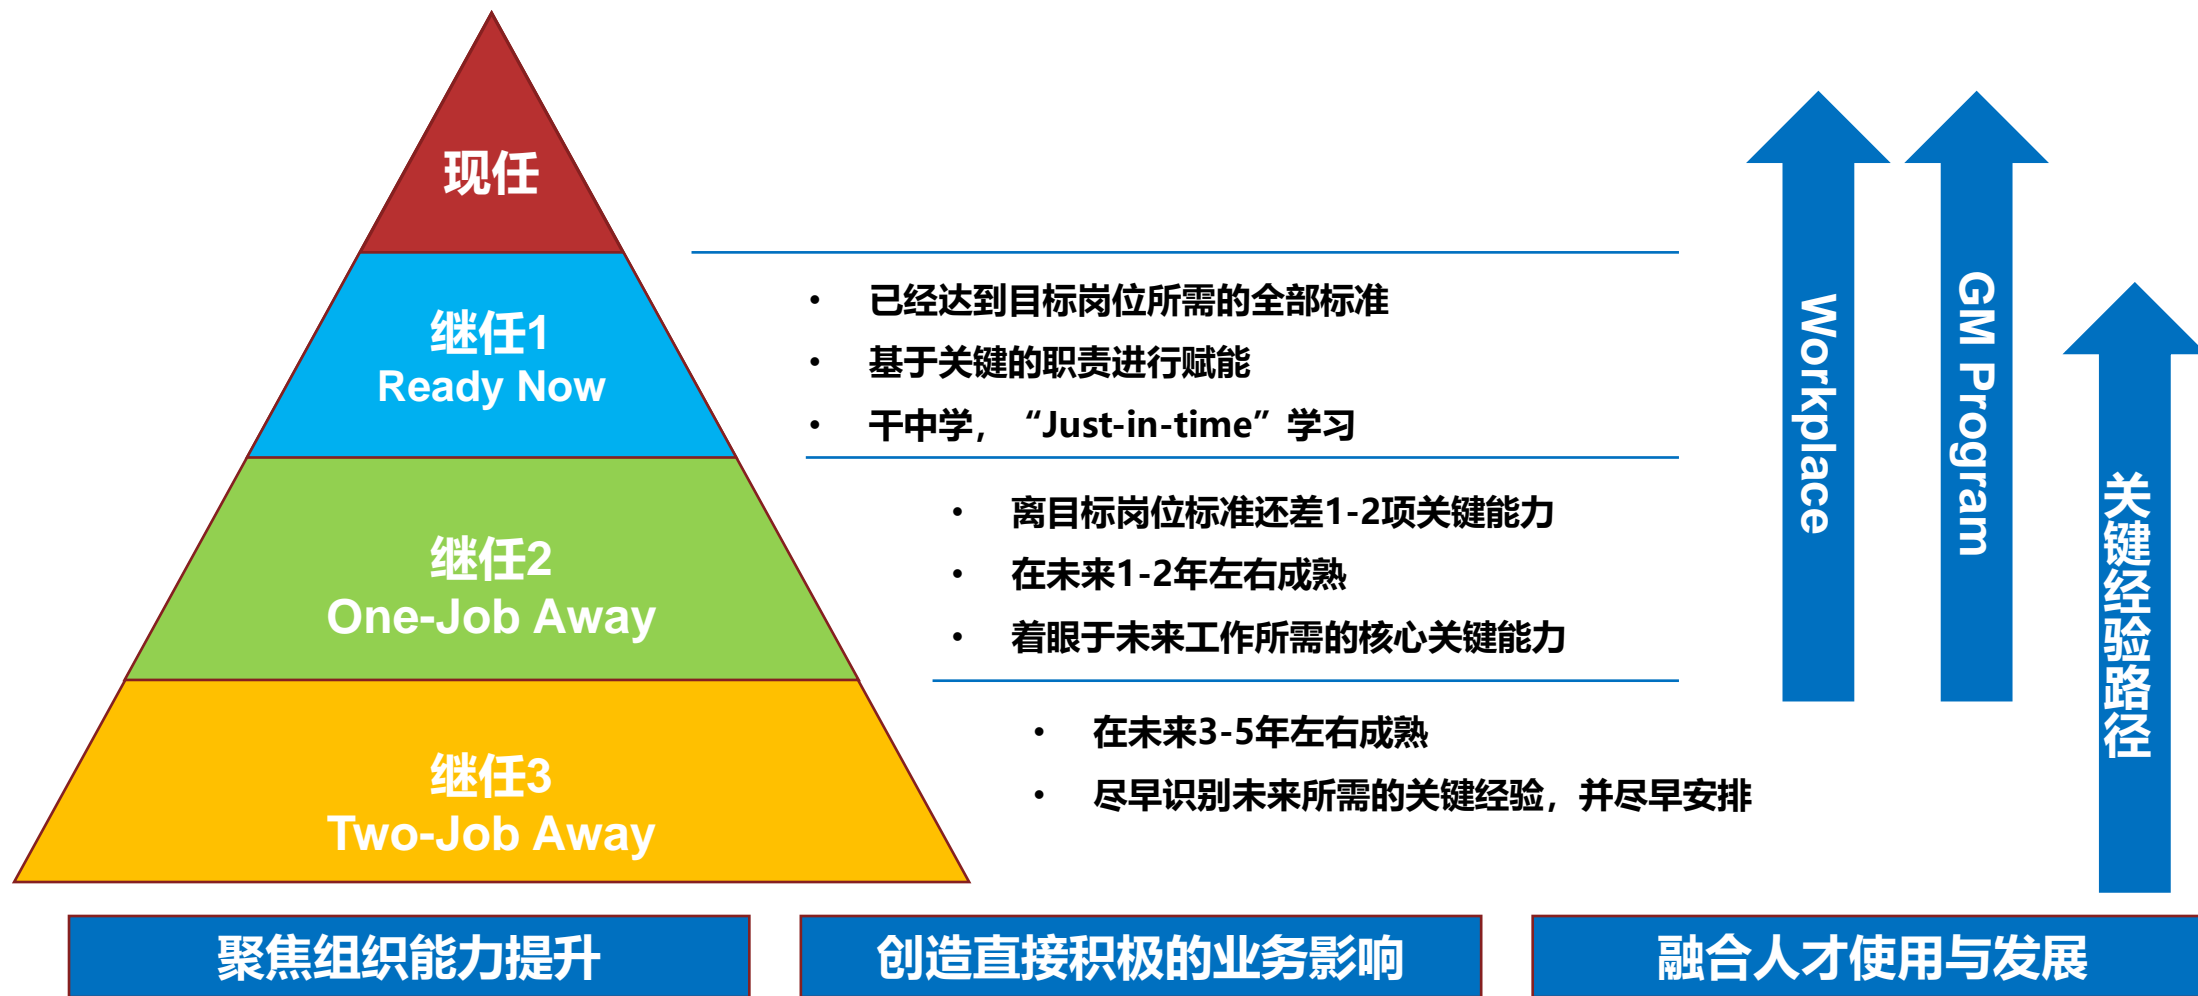 现任
继任1
Ready Now
• 已经达到目标岗位所需的全部标准
• 基于关键的职责进行赋能
• 干中学，“Just-in-time”学习
继任2
One-Job Away
• 离目标岗位标准还差1-2项关键能力
• 在未来1-2年左右成熟
• 着眼于未来工作所需的核心关键能力
继任3
Two-Job Away
• 在未来3-5年左右成熟
• 尽早识别未来所需的关键经验，并尽早安排
Workplace
GM Program
关键经验路径
聚焦组织能力提升
创造直接积极的业务影响
融合人才使用与发展